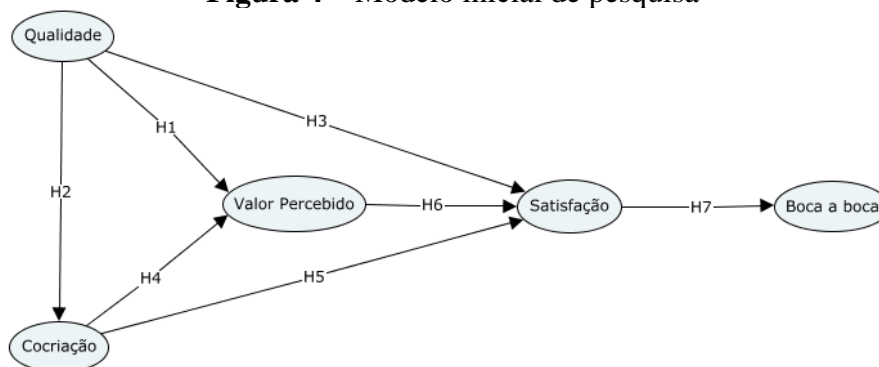 Modelo inicial de pesquisa
Qualidade
H1
H3
H2
Valor Percebido
H6
Satisfação
H7
Boca a boca
H4
H5
Cocriação